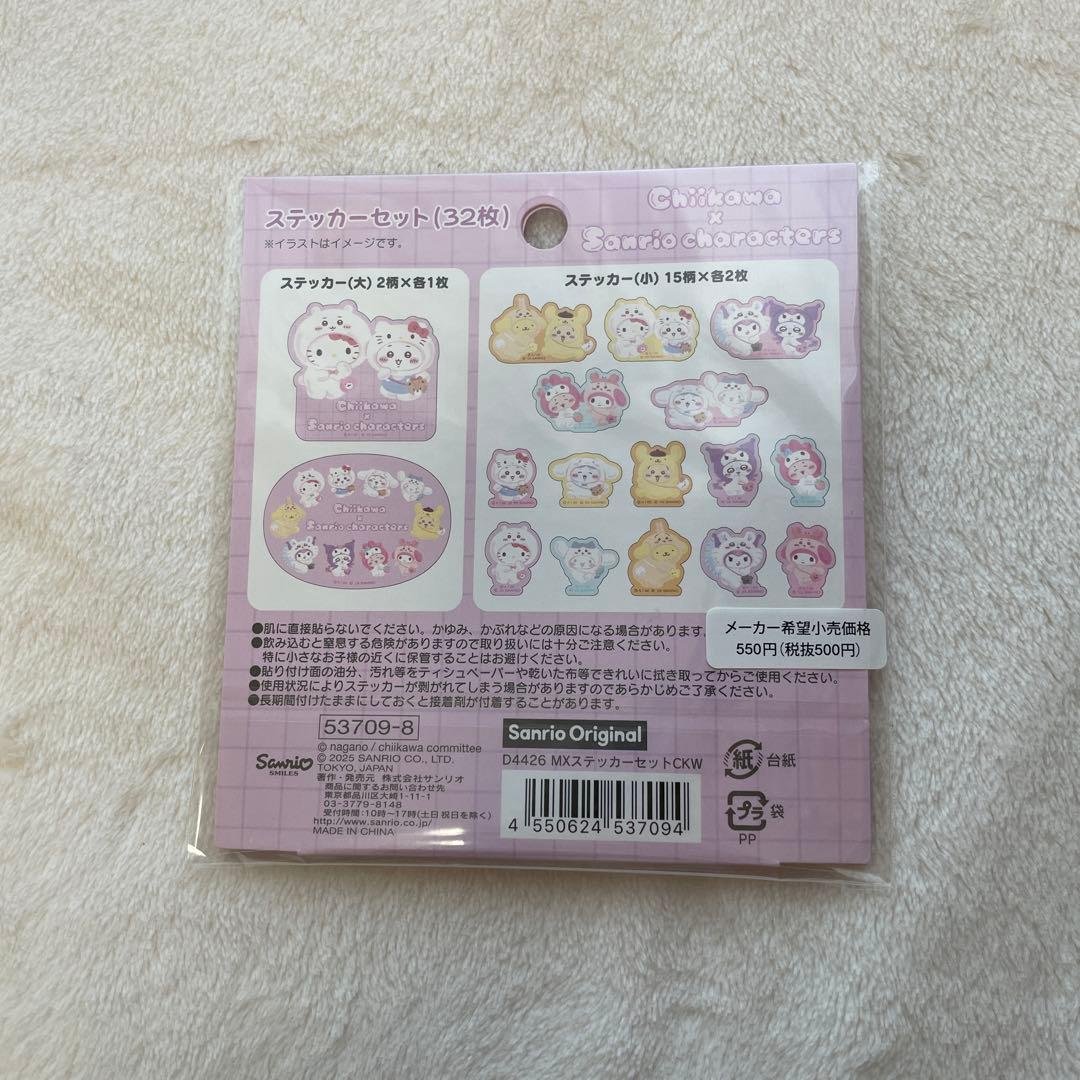 ステッカーセット(32枚)
※イラストはイメージです。
Chiikawa
×
Sanrio characters
ステッカー(大) 2柄×各1枚
Chiikawa
×
Sanrio characters
Chiikawa
×
Sanrio characters
ステッカー(小) 15柄×各2枚
●肌に直接貼らないでください。かゆみ、かぶれなどの原因になる場合があります。
●飲み込むと窒息する危険がありますので取り扱いには十分ご注意ください。
特に小さなお子様の近くに保管することはお避けください。
●貼り付け面の油分、汚れ等をティシュペーパーや乾いた布等できれいに拭き取ってからご使用ください。
●使用状況によりステッカーが剥がれてしまう場合がありますのであらかじめご了承ください。
●長期間付けたままにしておくと接着剤が付着することがあります。
メーカー希望小売価格
550円(税抜500円)
53709-8
Sanrio
SMILES
© nagano / chiikawa committee
© 2025 SANRIO CO., LTD.
TOKYO, JAPAN
著作・発売元 株式会社サンリオ
商品に関するお問い合わせ先
東京都品川区大崎1-11-1
03-3779-8148
受付時間:10時〜17時(土日祝日を除く)
http://www.sanrio.co.jp/
MADE IN CHINA
Sanrio Original
D4426 MXステッカーセットCKW
4 550624 537094
紙 台紙
プラ 袋
PP